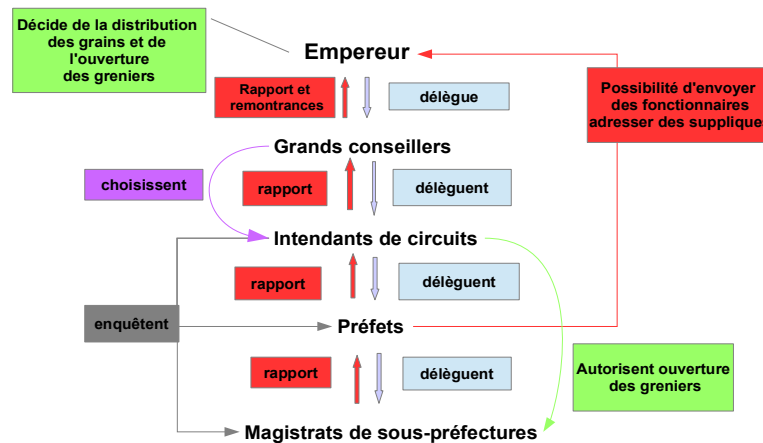 Décide de la distribution
des grains et de
l'ouverture
des greniers
Empereur
Rapport et
remontrances
délègue
Possibilité d'envoyer
des fonctionnaires
adresser des suppliques
Grands conseillers
choisissent
rapport
délèguent
Intendants de circuits
rapport
délèguent
enquêtent
Préfets
rapport
délèguent
Autorisent ouverture
des greniers
Magistrats de sous-préfectures